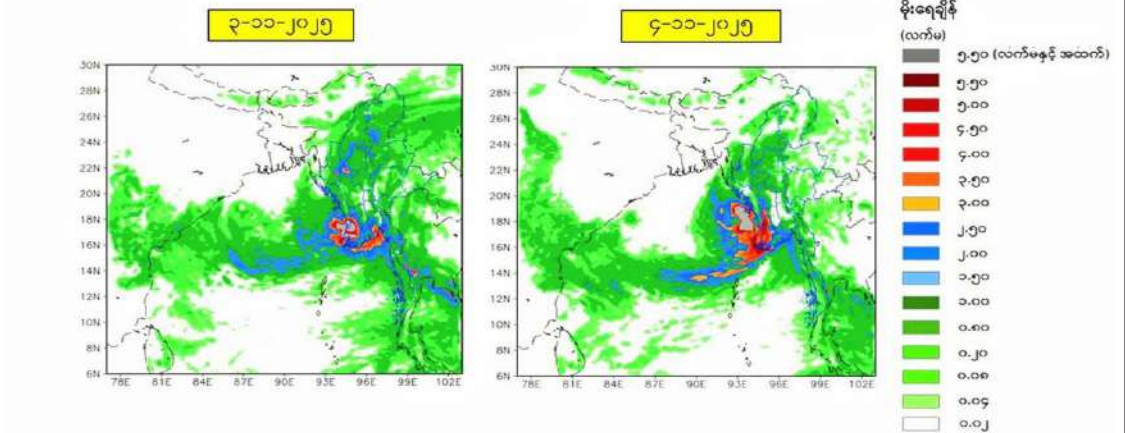 ၃-၁၁-၂၀၂၅
၄-၁၁-၂၀၂၅
မိုးရေချိန်
(လက်မ)
၅.၅၀ (လက်မနှင့် အထက်)
၅.၅၀
၅.၀၀
၄.၅၀
၄.၀၀
၃.၅၀
၃.၀၀
၂.၅၀
၂.၀၀
၁.၅၀
၁.၀၀
၀.၈၀
၀.၂၀
၀.၀၈
၀.၀၄
၀.၀၂
30N
28N
26N
24N
22N
20N
18N
16N
14N
12N
10N
8N
6N
78E 81E 84E 87E 90E 93E 96E 99E 102E
30N
28N
26N
24N
22N
20N
18N
16N
14N
12N
10N
8N
6N
78E 81E 84E 87E 90E 93E 96E 99E 102E